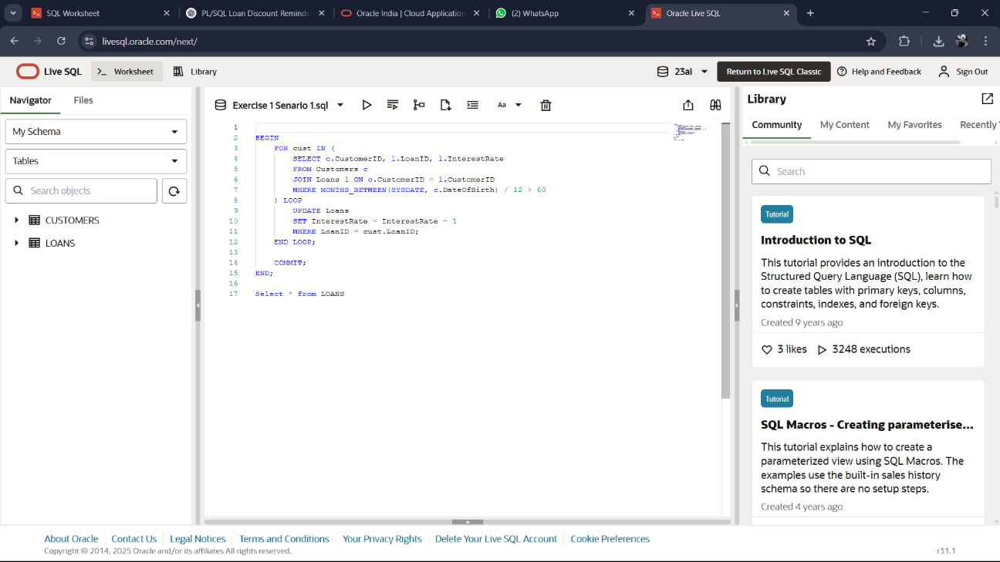 SQL Worksheet
PL/SQL Loan Discount Reminde
Oracle India | Cloud Application
(2) WhatsApp
Oracle Live SQL
livesql.oracle.com/next/
Live SQL
Worksheet
Library
23ai
Return to Live SQL Classic
Help and Feedback
Sign Out
Navigator
Files
My Schema
Tables
Search objects
CUSTOMERS
LOANS
Exercise 1 Senario 1.sql
Aa
1
2 BEGIN
3 FOR cust IN (
4 SELECT c.CustomerID, l.LoanID, l.InterestRate
5 FROM Customers c
6 JOIN Loans l ON c.CustomerID = l.CustomerID
7 WHERE MONTHS_BETWEEN(SYSDATE, c.DateOfBirth) / 12 > 60
8 ) LOOP
9 UPDATE Loans
10 SET InterestRate = InterestRate - 1
11 WHERE LoanID = cust.LoanID;
12 END LOOP;
13
14 COMMIT;
15 END;
16
17 Select * from LOANS
Library
Community
My Content
My Favorites
Recently
Search
Tutorial
Introduction to SQL
This tutorial provides an introduction to the
Structured Query Language (SQL), learn how
to create tables with primary keys, columns,
constraints, indexes, and foreign keys.
Created 9 years ago
3 likes
3248 executions
Tutorial
SQL Macros - Creating parameterise...
This tutorial explains how to create a
parameterized view using SQL Macros. The
examples use the built-in sales history
schema so there are no setup steps.
Created 4 years ago
About Oracle
Contact Us
Legal Notices
Terms and Conditions
Your Privacy Rights
Delete Your Live SQL Account
Cookie Preferences
Copyright © 2014, 2025 Oracle and/or its affiliates All rights reserved.
r31.1